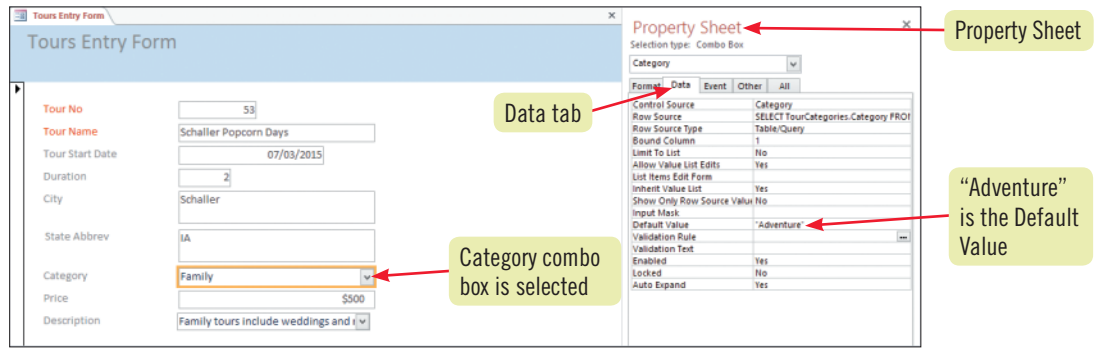 Tours Entry Form
Tours Entry Form
Tour No 53
Tour Name Schaller Popcorn Days
Tour Start Date 07/03/2015
Duration 2
City Schaller
State Abbrev IA
Category Family
Price $500
Description Family tours include weddings and
Data tab
Category combo
box is selected
Property Sheet
Selection type: Combo Box
Category
Format Data Event Other All
Control Source Category
Row Source SELECT TourCategories.Category FROM
Row Source Type Table/Query
Bound Column 1
Limit To List No
Allow Value List Edits Yes
List Items Edit Form
Inherit Value List Yes
Show Only Row Source Value No
Input Mask
Default Value "Adventure"
Validation Rule
Validation Text
Enabled Yes
Locked No
Auto Expand Yes
Property Sheet
“Adventure”
is the Default
Value